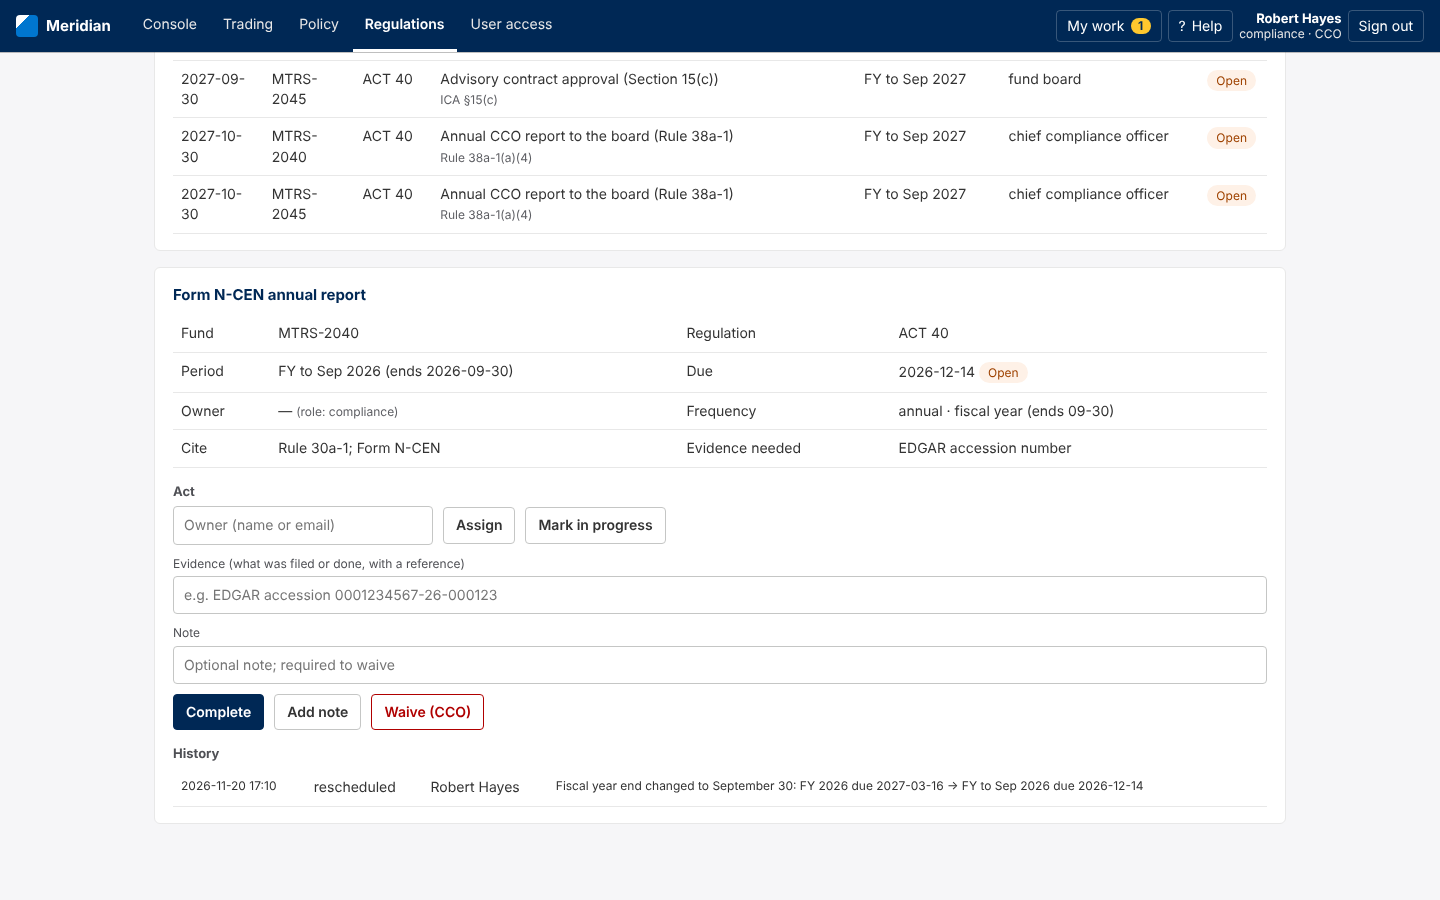 Meridian Console Trading Policy Regulations User access My work 1 ? Help Robert Hayes Sign out
compliance · CCO
2027-09-30 MTRS-2045 ACT 40 Advisory contract approval (Section 15(c)) FY to Sep 2027 fund board Open
ICA §15(c)
2027-10-30 MTRS-2040 ACT 40 Annual CCO report to the board (Rule 38a-1) FY to Sep 2027 chief compliance officer Open
Rule 38a-1(a)(4)
2027-10-30 MTRS-2045 ACT 40 Annual CCO report to the board (Rule 38a-1) FY to Sep 2027 chief compliance officer Open
Rule 38a-1(a)(4)
Form N-CEN annual report
Fund MTRS-2040 Regulation ACT 40
Period FY to Sep 2026 (ends 2026-09-30) Due 2026-12-14 Open
Owner — (role: compliance) Frequency annual · fiscal year (ends 09-30)
Cite Rule 30a-1; Form N-CEN Evidence needed EDGAR accession number
Act
Owner (name or email) Assign Mark in progress
Evidence (what was filed or done, with a reference)
e.g. EDGAR accession 0001234567-26-000123
Note
Optional note; required to waive
Complete Add note Waive (CCO)
History
2026-11-20 17:10 rescheduled Robert Hayes Fiscal year end changed to September 30: FY 2026 due 2027-03-16 → FY to Sep 2026 due 2026-12-14